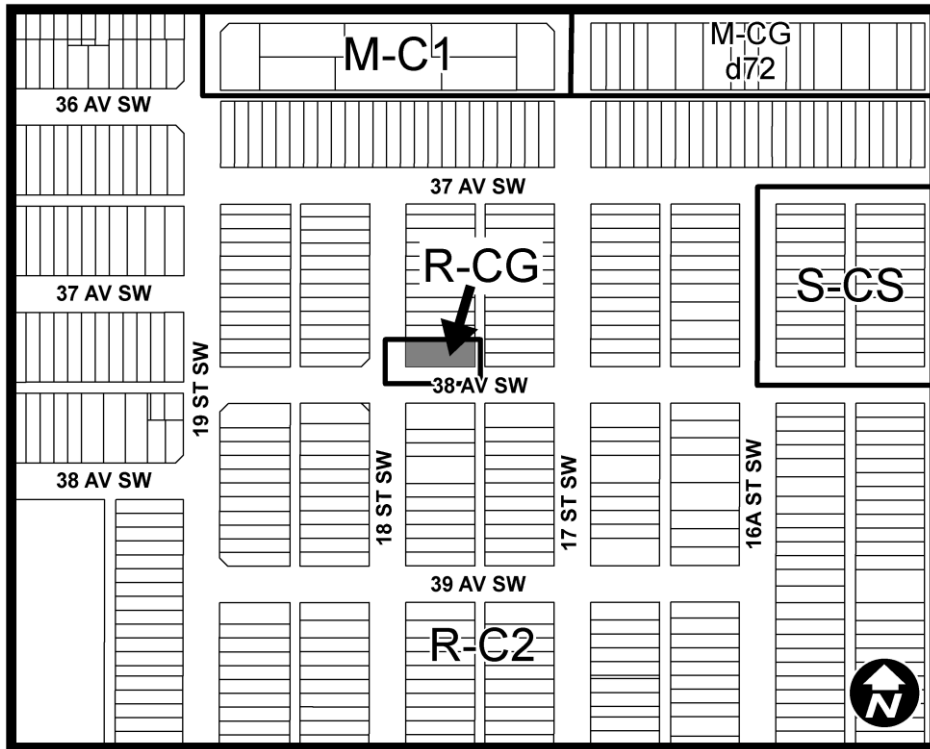 M-C1
M-CG
d72
36 AV SW
37 AV SW
R-CG
S-CS
37 AV SW
38 AV SW
19 ST SW
38 AV SW
18 ST SW
17 ST SW
16A ST SW
39 AV SW
R-C2
N